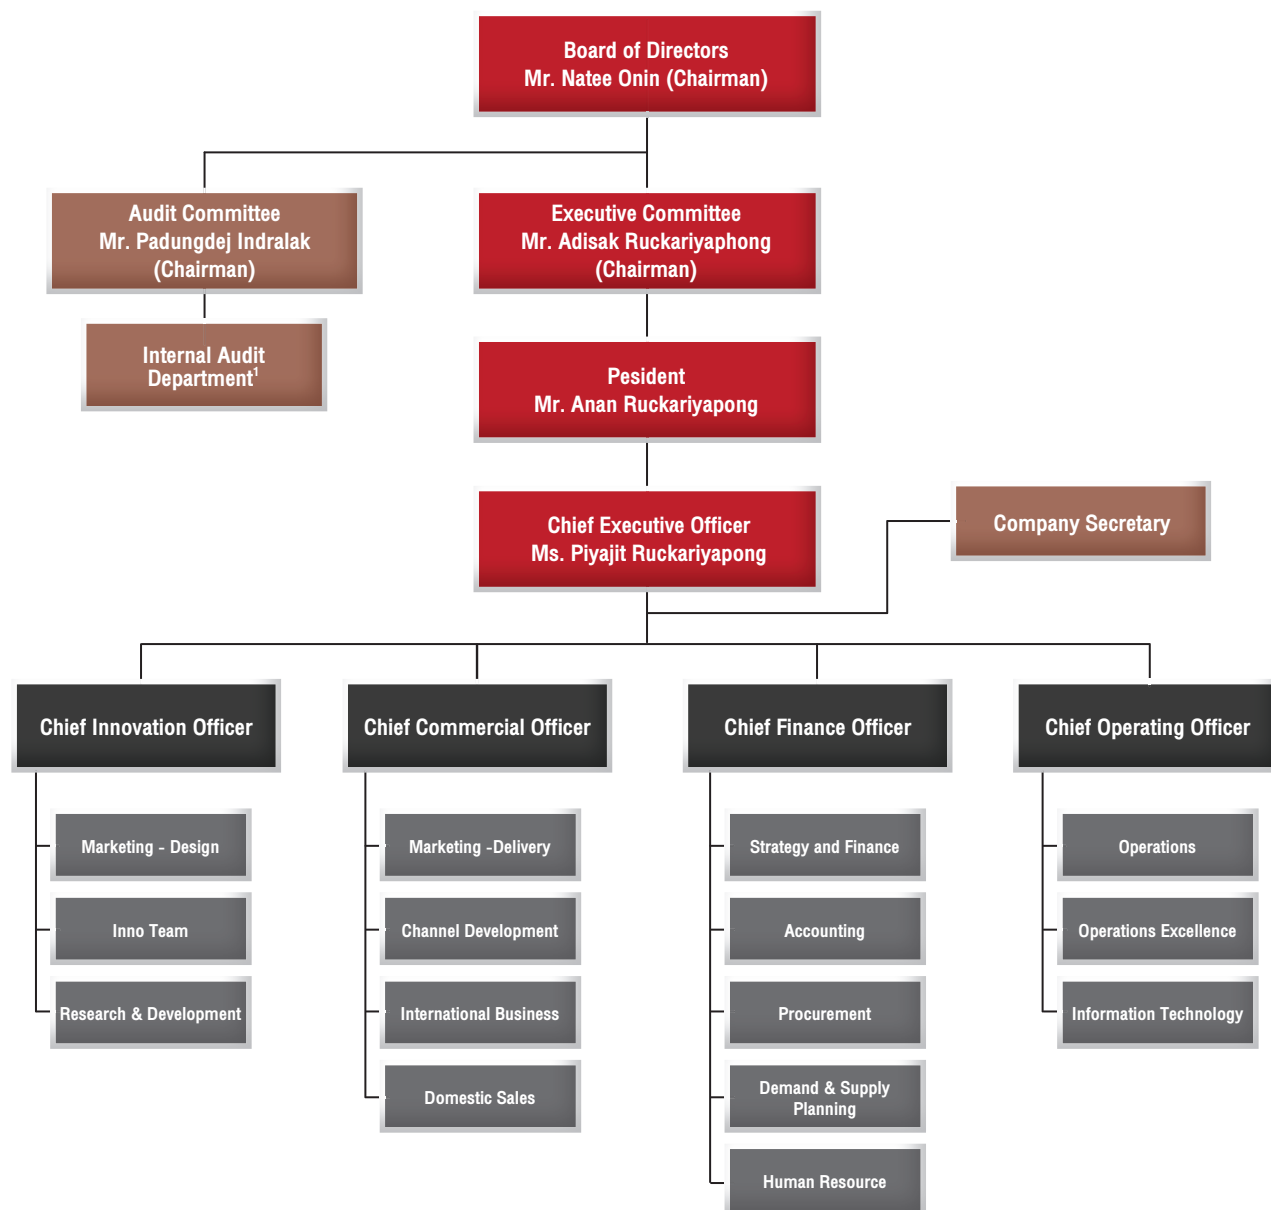 Board of Directors
Mr. Natee Onin (Chairman)
Audit Committee
Mr. Padungdej Indralak
(Chairman)
Executive Committee
Mr. Adisak Ruckariyaphong
(Chairman)
Internal Audit
Department¹
Pesident
Mr. Anan Ruckariyapong
Chief Executive Officer
Ms. Piyajit Ruckariyapong
Company Secretary
Chief Innovation Officer
Chief Commercial Officer
Chief Finance Officer
Chief Operating Officer
Marketing - Design
Inno Team
Research & Development
Marketing -Delivery
Channel Development
International Business
Domestic Sales
Strategy and Finance
Accounting
Procurement
Demand & Supply
Planning
Human Resource
Operations
Operations Excellence
Information Technology